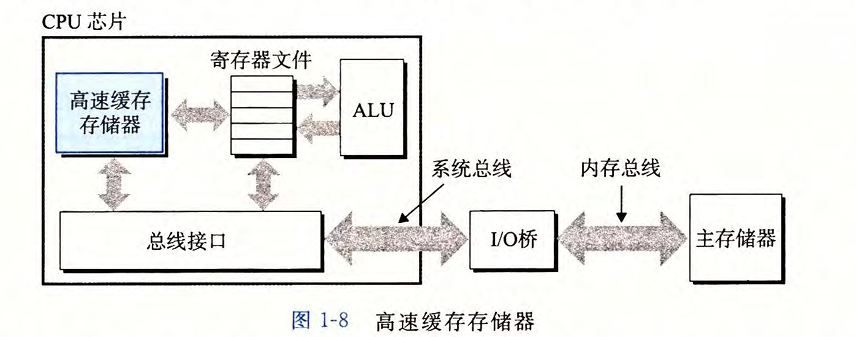 CPU 芯片
寄存器文件
高速缓存
存储器
ALU
系统总线
内存总线
总线接口
I/O桥
主存储器
图 1-8 高速缓存存储器